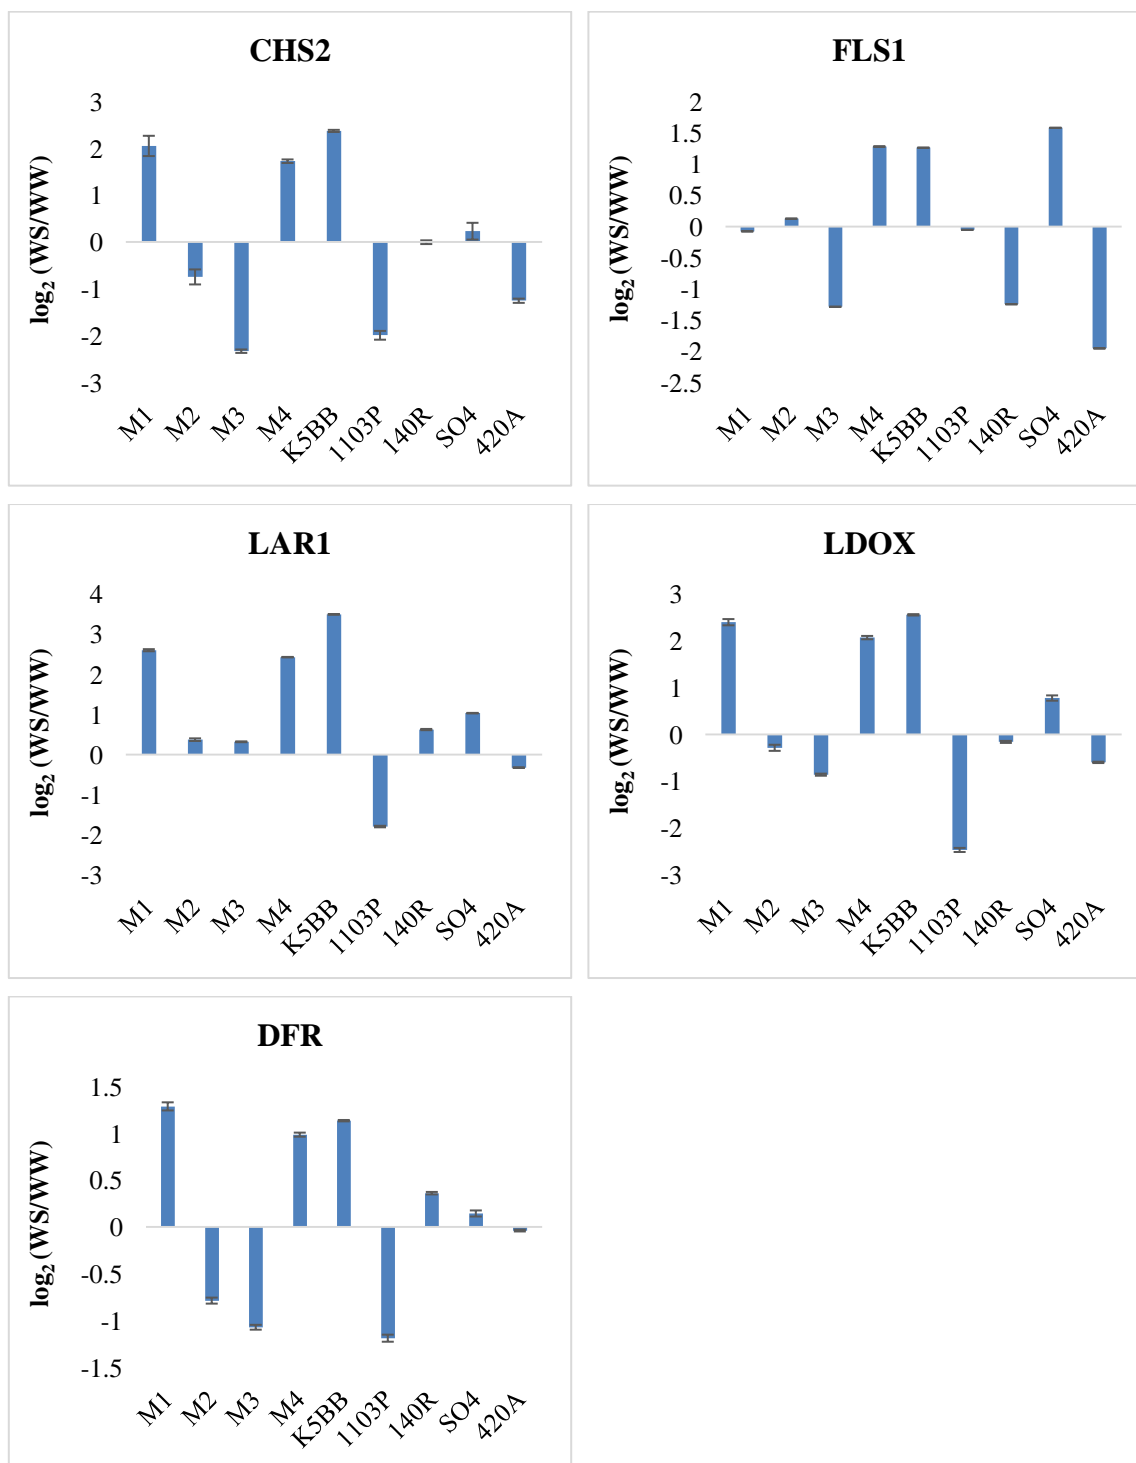 CHS2
log₂ (WS/WW)
3
2
1
0
-1
-2
-3
M1 M2 M3 M4 K5BB 1103P 140R SO4 420A
FLS1
log₂ (WS/WW)
2
1.5
1
0.5
0
-0.5
-1
-1.5
-2
-2.5
M1 M2 M3 M4 K5BB 1103P 140R SO4 420A
LAR1
log₂ (WS/WW)
4
3
2
1
0
-1
-2
-3
M1 M2 M3 M4 K5BB 1103P 140R SO4 420A
LDOX
log₂ (WS/WW)
3
2
1
0
-1
-2
-3
M1 M2 M3 M4 K5BB 1103P 140R SO4 420A
DFR
log₂ (WS/WW)
1.5
1
0.5
0
-0.5
-1
-1.5
M1 M2 M3 M4 K5BB 1103P 140R SO4 420A